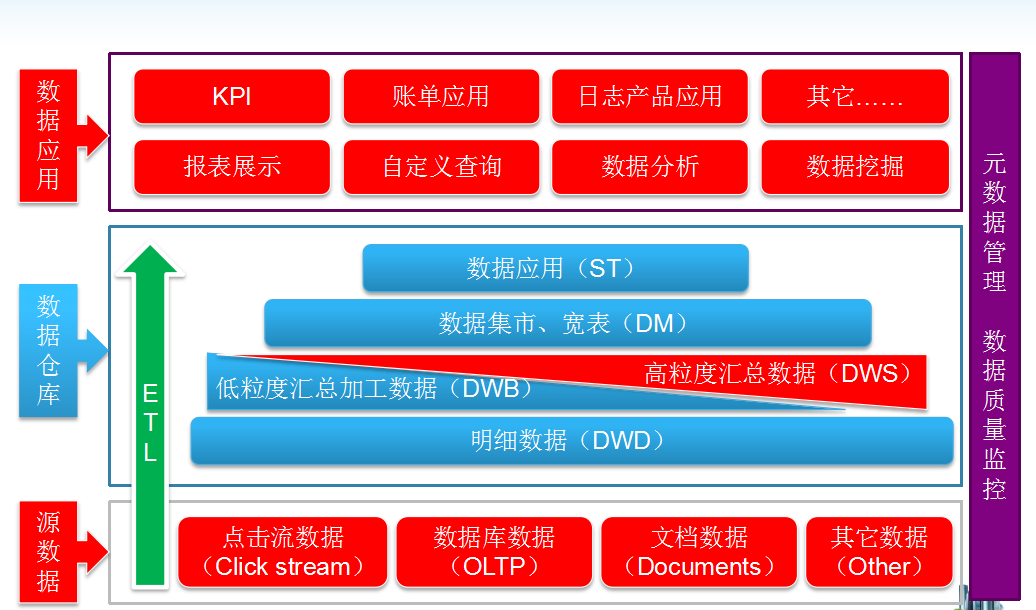 数据应用
KPI
账单应用
日志产品应用
其它……
报表展示
自定义查询
数据分析
数据挖掘
数据仓库
ETL
数据应用（ST）
数据集市、宽表（DM）
高粒度汇总数据（DWS）
低粒度汇总加工数据（DWB）
明细数据（DWD）
源数据
点击流数据
（Click stream）
数据库数据
（OLTP）
文档数据
（Documents）
其它数据
（Other）
元数据管理 数据质量监控